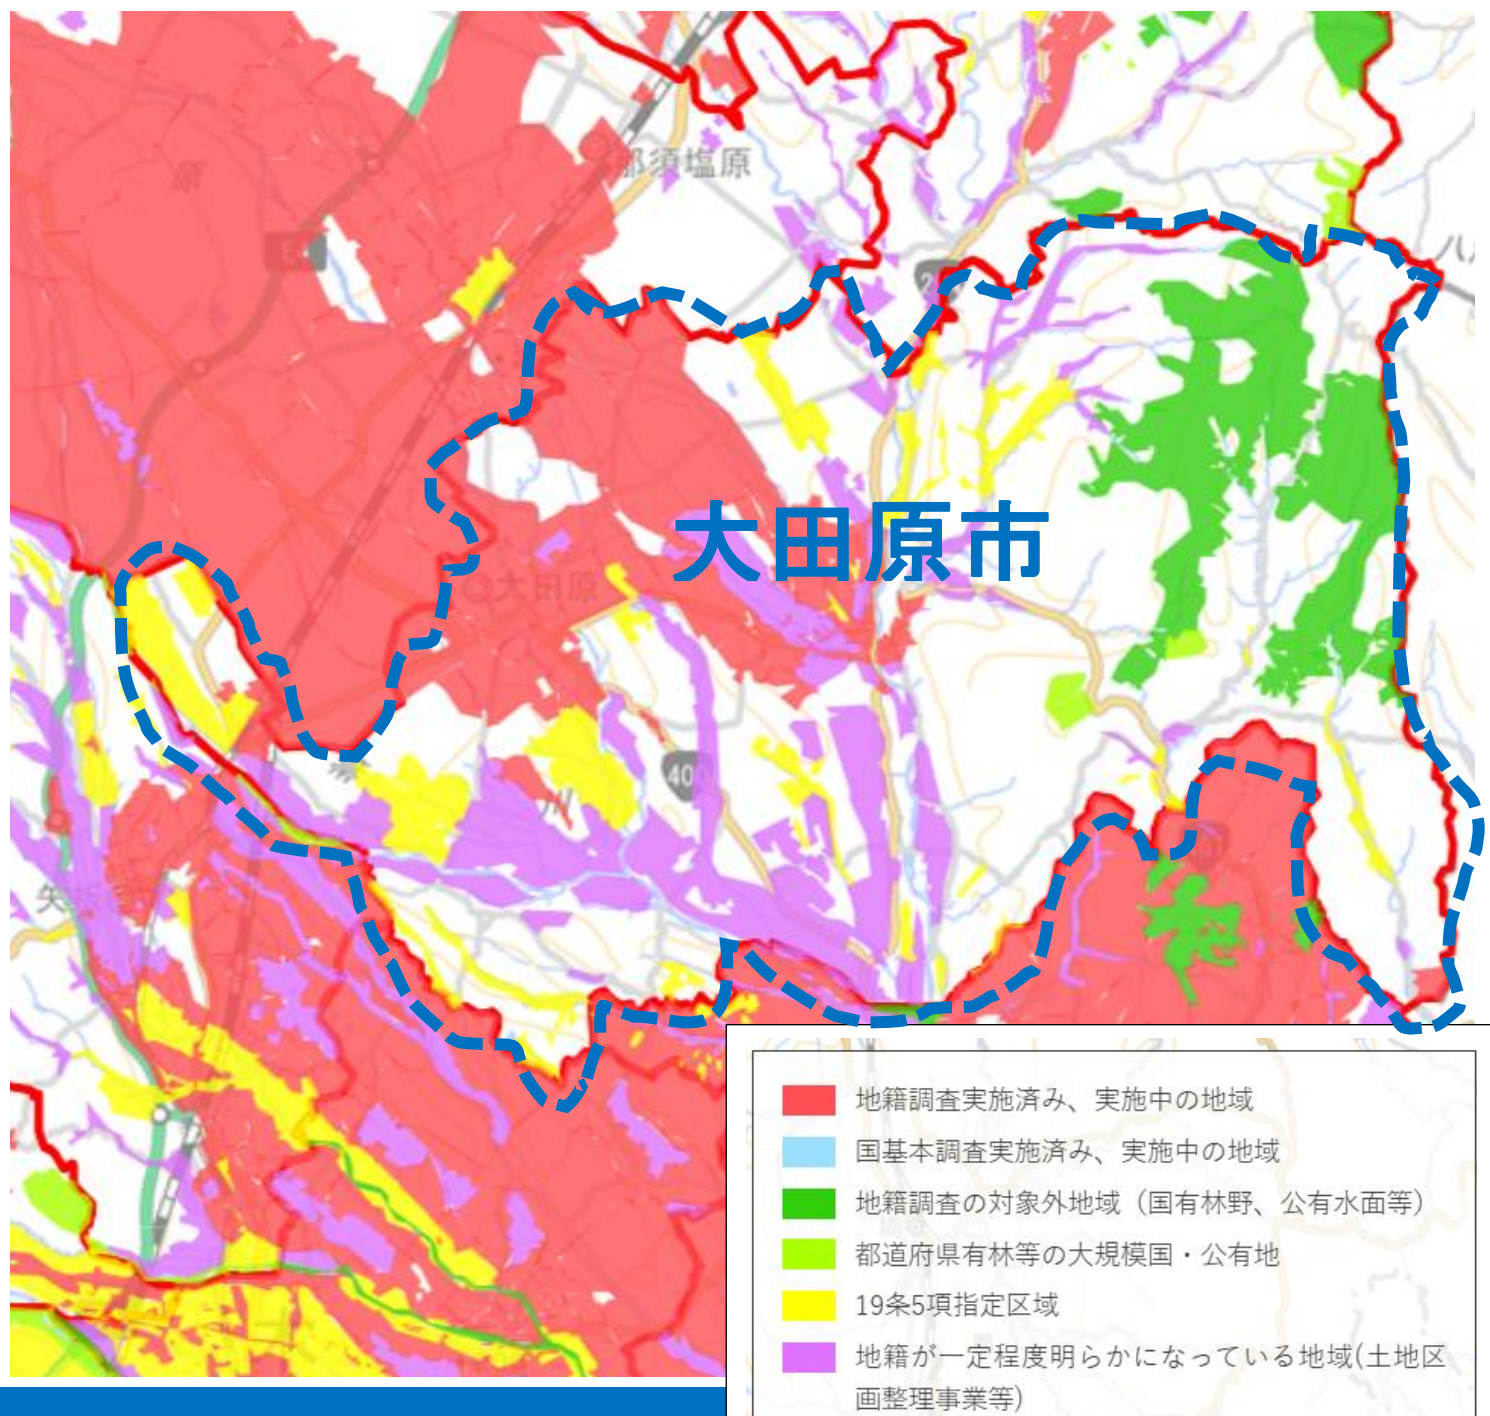 原
那須塩原
大田原市
大田原
川
400
地籍調査実施済み、実施中の地域
国基本調査実施済み、実施中の地域
地籍調査の対象外地域（国有林野、公有水面等）
都道府県有林等の大規模国・公有地
19条5項指定区域
地籍が一定程度明らかになっている地域(土地区
画整理事業等)